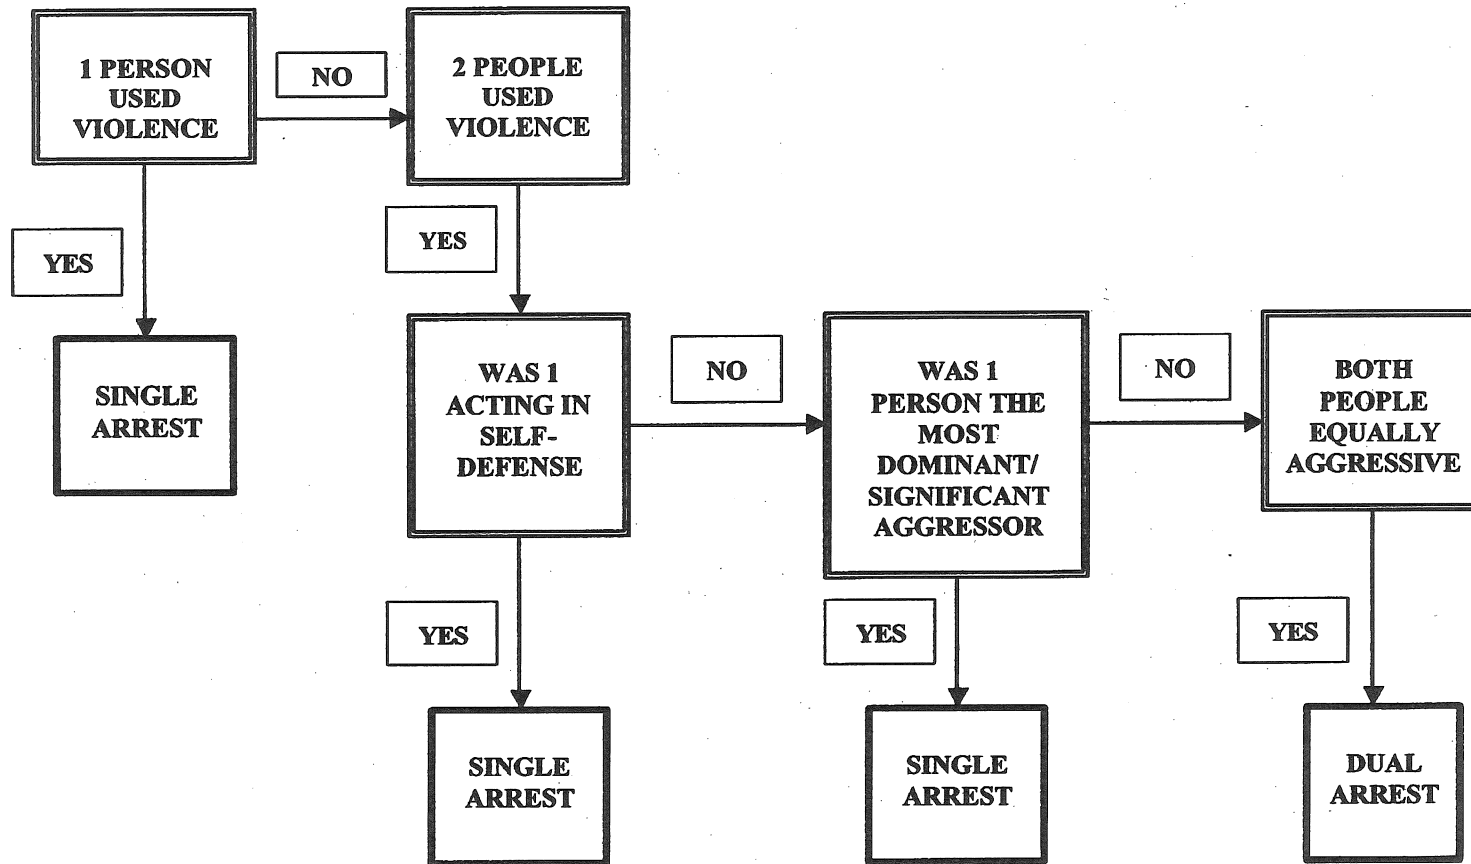 1 PERSON
USED
VIOLENCE
NO
2 PEOPLE
USED
VIOLENCE
YES
YES
SINGLE
ARREST
WAS 1
ACTING IN
SELF-
DEFENSE
NO
WAS 1
PERSON THE
MOST
DOMINANT/
SIGNIFICANT
AGGRESSOR
NO
BOTH
PEOPLE
EQUALLY
AGGRESSIVE
YES
YES
YES
SINGLE
ARREST
SINGLE
ARREST
DUAL
ARREST